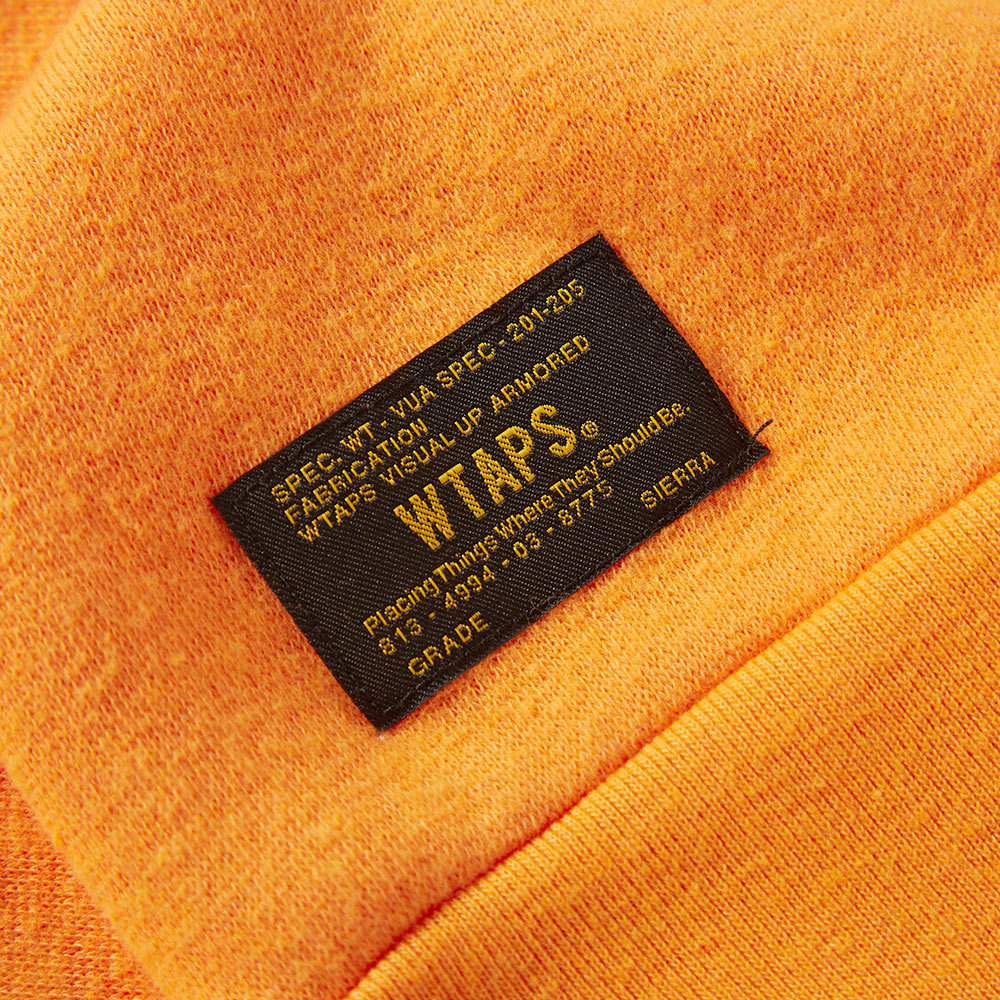 SPEC. WT - VUA SPEC - 201-205
FABRICATION
WTAPS VISUAL UP ARMORED
WTAPS®
Placing Things Where They Should Be.
813 - 4994 - 03 - 8775
GRADE SIERRA